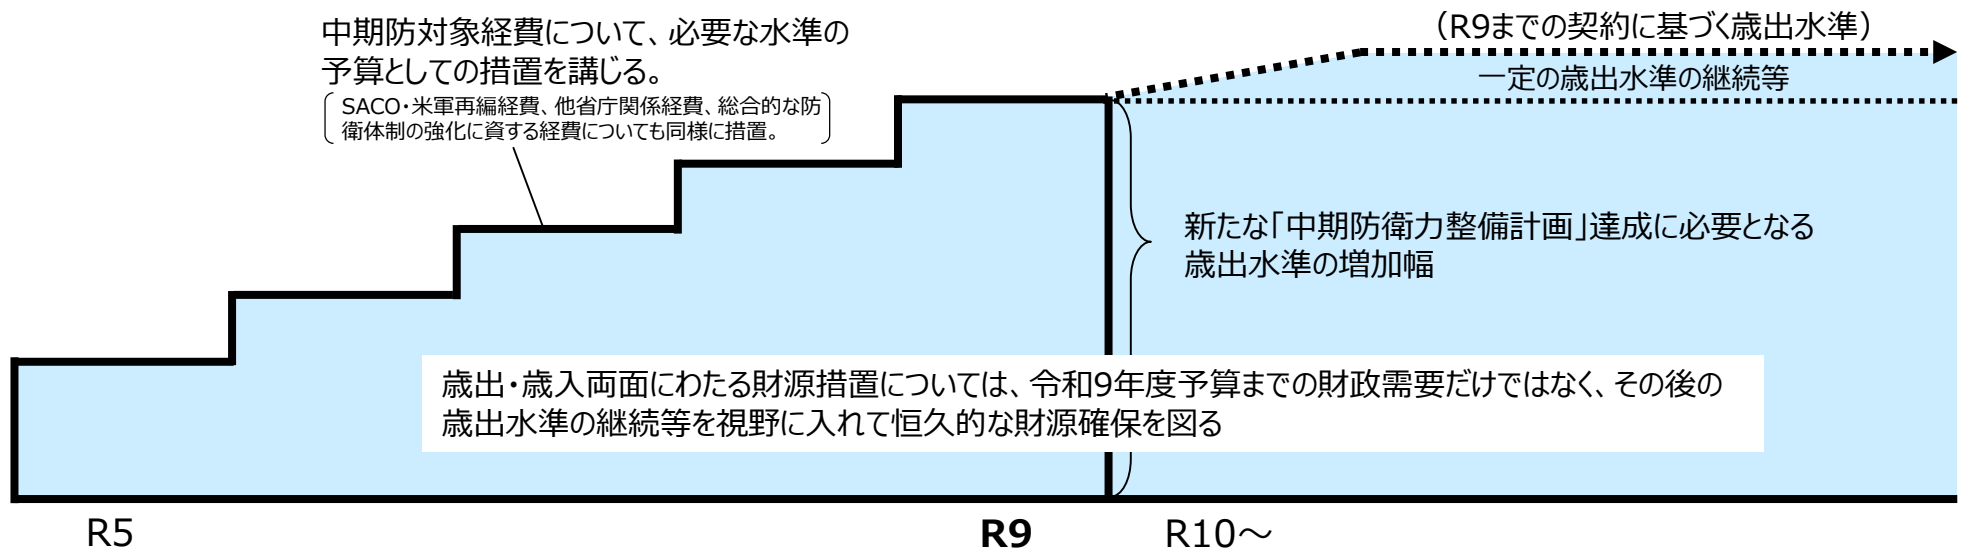 中期防対象経費について、必要な水準の
予算としての措置を講じる。
SACO・米軍再編経費、他省庁関係経費、総合的な防
衛体制の強化に資する経費についても同様に措置。
（R9までの契約に基づく歳出水準）
一定の歳出水準の継続等
新たな「中期防衛力整備計画」達成に必要となる
歳出水準の増加幅
歳出・歳入両面にわたる財源措置については、令和9年度予算までの財政需要だけではなく、その後の
歳出水準の継続等を視野に入れて恒久的な財源確保を図る
R5
R9
R10～